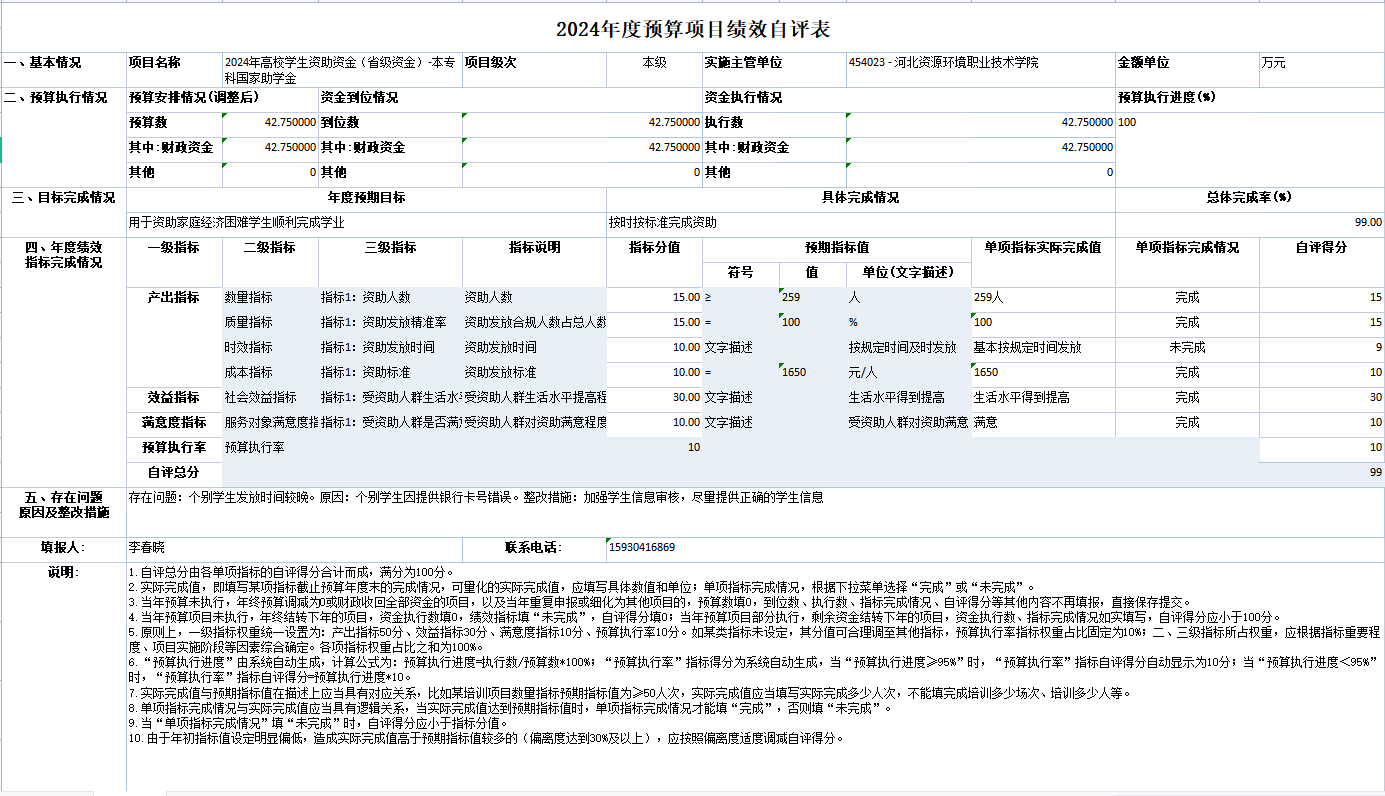 2024年度预算项目绩效自评表
一、基本情况 项目名称 2024年高校学生资助资金（省级资金）-本专科国家助学金 项目级次 本级 实施主管单位 454023 - 河北资源环境职业技术学院 金额单位 万元
二、预算执行情况 预算安排情况(调整后) 资金到位情况 资金执行情况 预算执行进度(%)
预算数 42.750000 到位数 42.750000 执行数 42.750000 100
其中:财政资金 42.750000 其中:财政资金 42.750000 其中:财政资金 42.750000
其他 0 其他 0 其他 0
三、目标完成情况 年度预期目标 具体完成情况 总体完成率(%)
用于资助家庭经济困难学生顺利完成学业 按时按标准完成资助 99.00
四、年度绩效指标完成情况 一级指标 二级指标 三级指标 指标说明 指标分值 预期指标值 单项指标实际完成值 单项指标完成情况 自评得分
符号 值 单位(文字描述)
产出指标 数量指标 指标1：资助人数 资助人数 15.00 ≥ 259 人 259人 完成 15
质量指标 指标1：资助发放精准率 资助发放合规人数占总人数 15.00 = 100 % 100 完成 15
时效指标 指标1：资助发放时间 资助发放时间 10.00 文字描述 按规定时间及时发放 基本按规定时间发放 未完成 9
成本指标 指标1：资助标准 资助发放标准 10.00 = 1650 元/人 1650 完成 10
效益指标 社会效益指标 指标1：受资助人群生活水 受资助人群生活水平提高程 30.00 文字描述 生活水平得到提高 生活水平得到提高 完成 30
满意度指标 服务对象满意度指 指标1：受资助人群是否满 受资助人群对资助满意程度 10.00 文字描述 受资助人群对资助满意 满意 完成 10
预算执行率 预算执行率 10 10
自评总分 99
五、存在问题原因及整改措施 存在问题：个别学生发放时间较晚。原因：个别学生因提供银行卡号错误。整改措施：加强学生信息审核，尽量提供正确的学生信息
填报人： 李春晓 联系电话： 15930416869
说明： 1. 自评总分由各单项指标的自评得分合计而成，满分为100分。
2. 实际完成值，即填写某项指标截止预算年度末的完成情况，可量化的实际完成值，应填写具体数值和单位；单项指标完成情况，根据下拉菜单选择“完成”或“未完成”。
3. 当年预算未执行，年终预算调减为0或财政收回全部资金的项目，以及当年重复申报或细化为其他项目的，预算数填0，到位数、执行数、指标完成情况、自评得分等其他内容不再填报，直接保存提交。
4. 当年预算项目未执行，年终结转下年的项目，资金执行数填0，绩效指标填“未完成”，自评得分填0；当年预算项目部分执行，剩余资金结转下年的项目，资金执行数、指标完成情况如实填写，自评得分应小于100分。
5. 原则上，一级指标权重统一设置为：产出指标50分、效益指标30分、满意度指标10分、预算执行率10分。如某类指标未设定，其分值可合理调至其他指标，预算执行率指标权重占比固定为10%；二、三级指标所占权重，应根据指标重要程
度、项目实施阶段等因素综合确定。各项指标权重占比之和为100%。
6. “预算执行进度”由系统自动生成，计算公式为：预算执行进度=执行数/预算数*100%；“预算执行率”指标得分为系统自动生成，当“预算执行进度≥95%”时，“预算执行率”指标自评得分自动显示为10分；当“预算执行进度＜95%”
时，“预算执行率”指标自评得分=预算执行进度*10。
7. 实际完成值与预期指标值在描述上应当具有对应关系，比如某培训项目数量指标预期指标值为≥50人次，实际完成值应当填写实际完成多少人次，不能填完成培训多少场次、培训多少人等。
8. 单项指标完成情况与实际完成值应当具有逻辑关系，当实际完成值达到预期指标值时，单项指标完成情况才能填“完成”，否则填“未完成”。
9. 当“单项指标完成情况”填“未完成”时，自评得分应小于指标分值。
10. 由于年初指标值设定明显偏低，造成实际完成值高于预期指标值较多的（偏离度达到30%及以上），应按照偏离度适度调减自评得分。